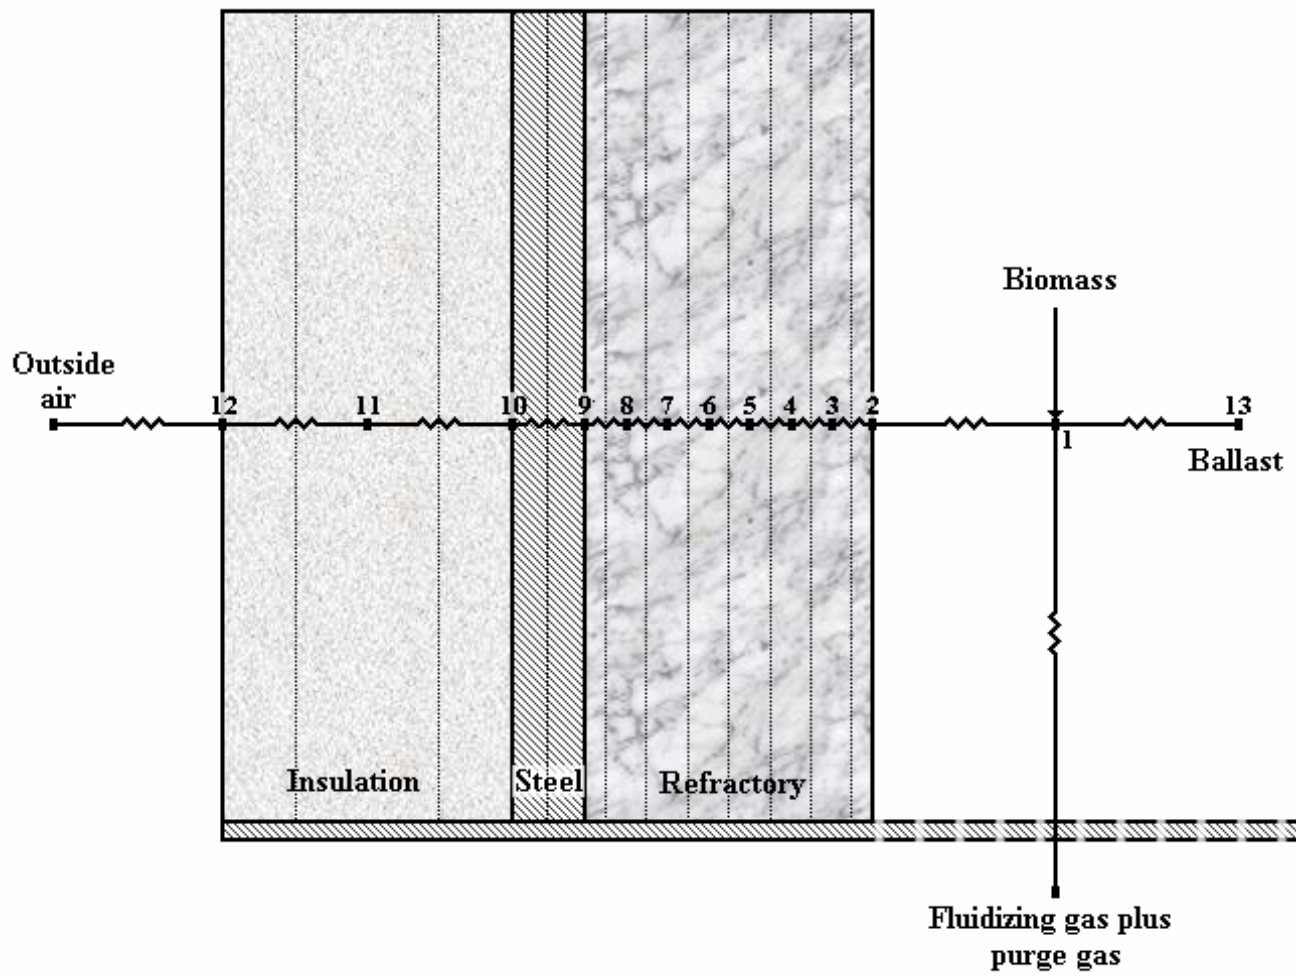 Biomass
Outside
air
12
11
10
9
8
7
6
5
4
3
2
1
13
Ballast
Insulation
Steel
Refractory
Fluidizing gas plus
purge gas